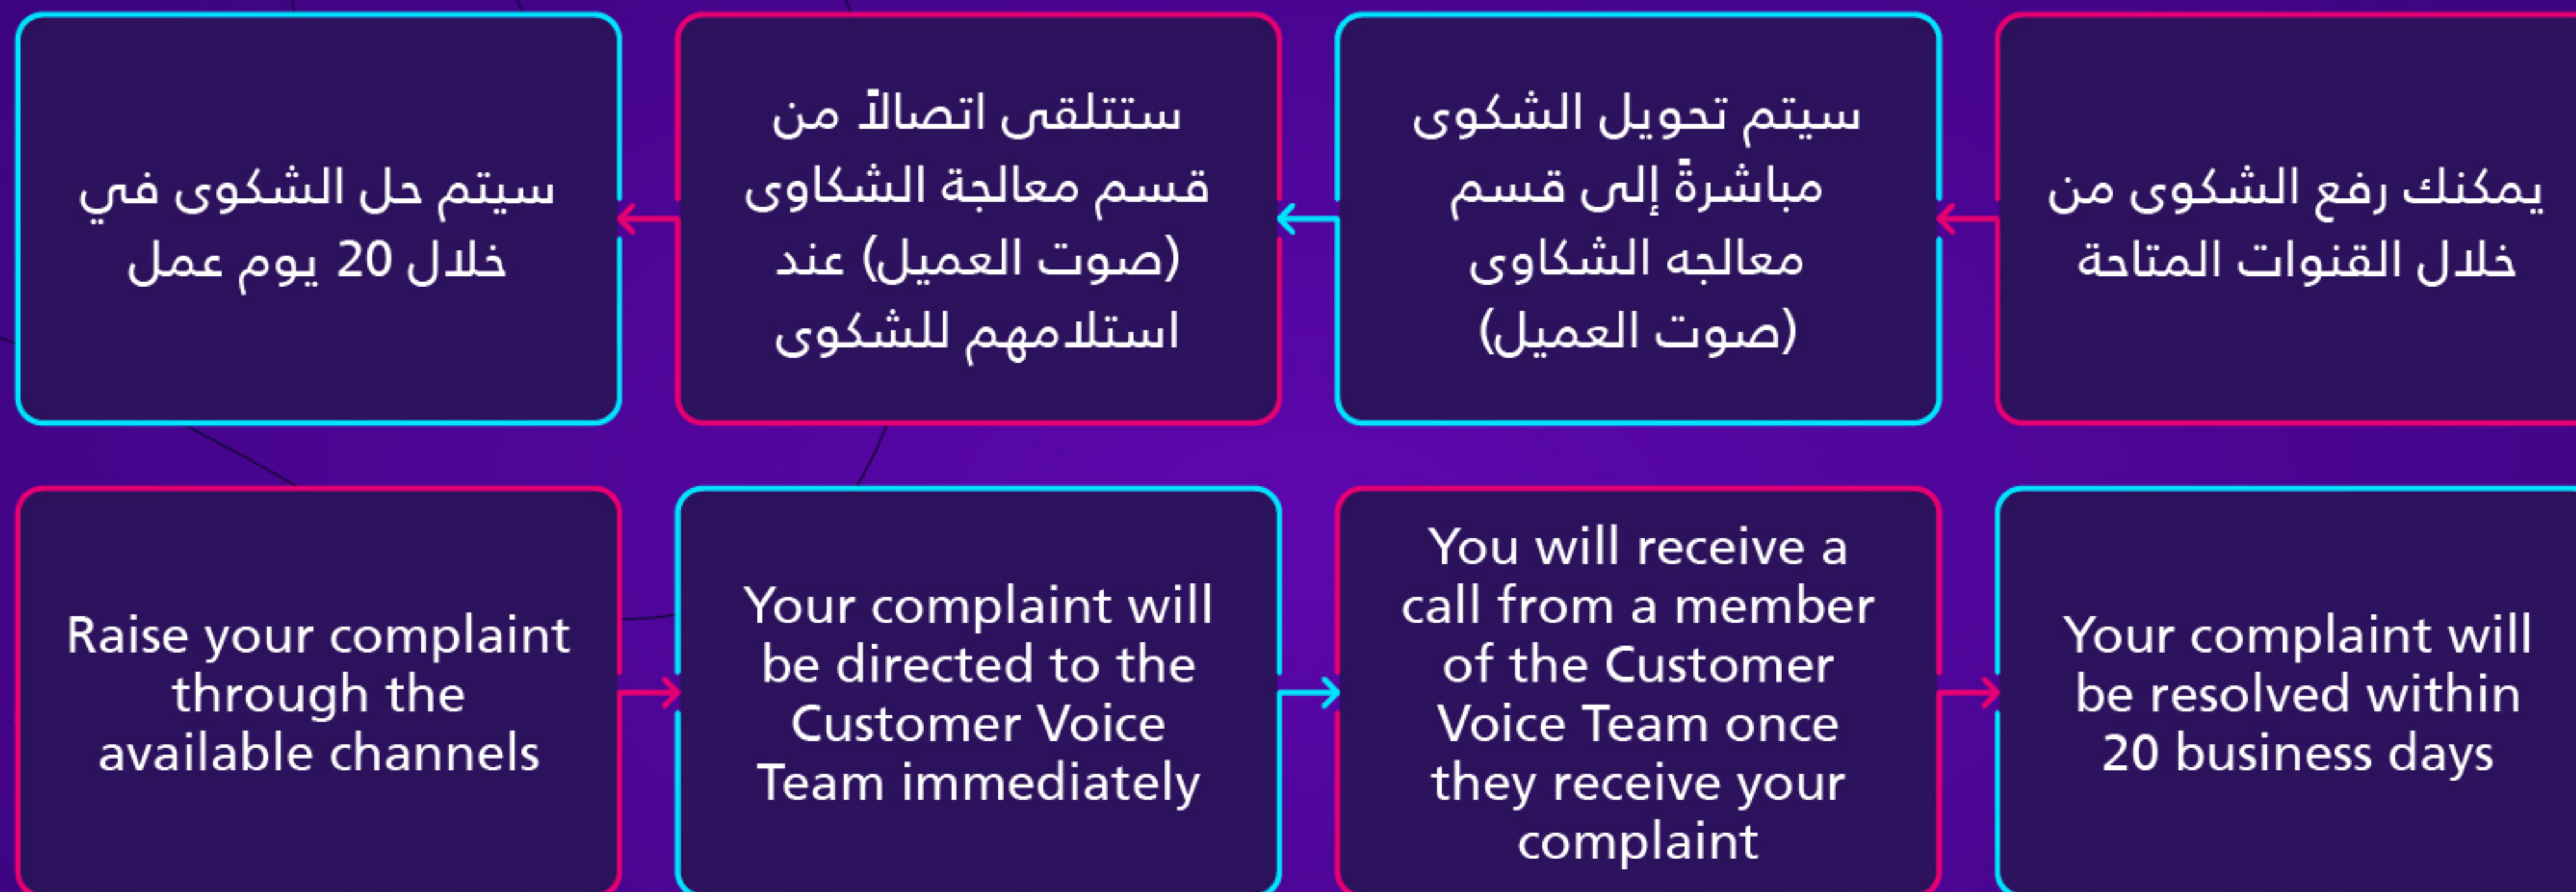 يمكنك رفع الشكوى من
خلال القنوات المتاحة
سيتم تحويل الشكوى
مباشرةً إلى قسم
معالجه الشكاوى
(صوت العميل)
ستتلقى اتصالاً من
قسم معالجة الشكاوى
(صوت العميل) عند
استلامهم للشكوى
سيتم حل الشكوى في
خلال 20 يوم عمل
Raise your complaint
through the
available channels
Your complaint will
be directed to the
Customer Voice
Team immediately
You will receive a
call from a member
of the Customer
Voice Team once
they receive your
complaint
Your complaint will
be resolved within
20 business days